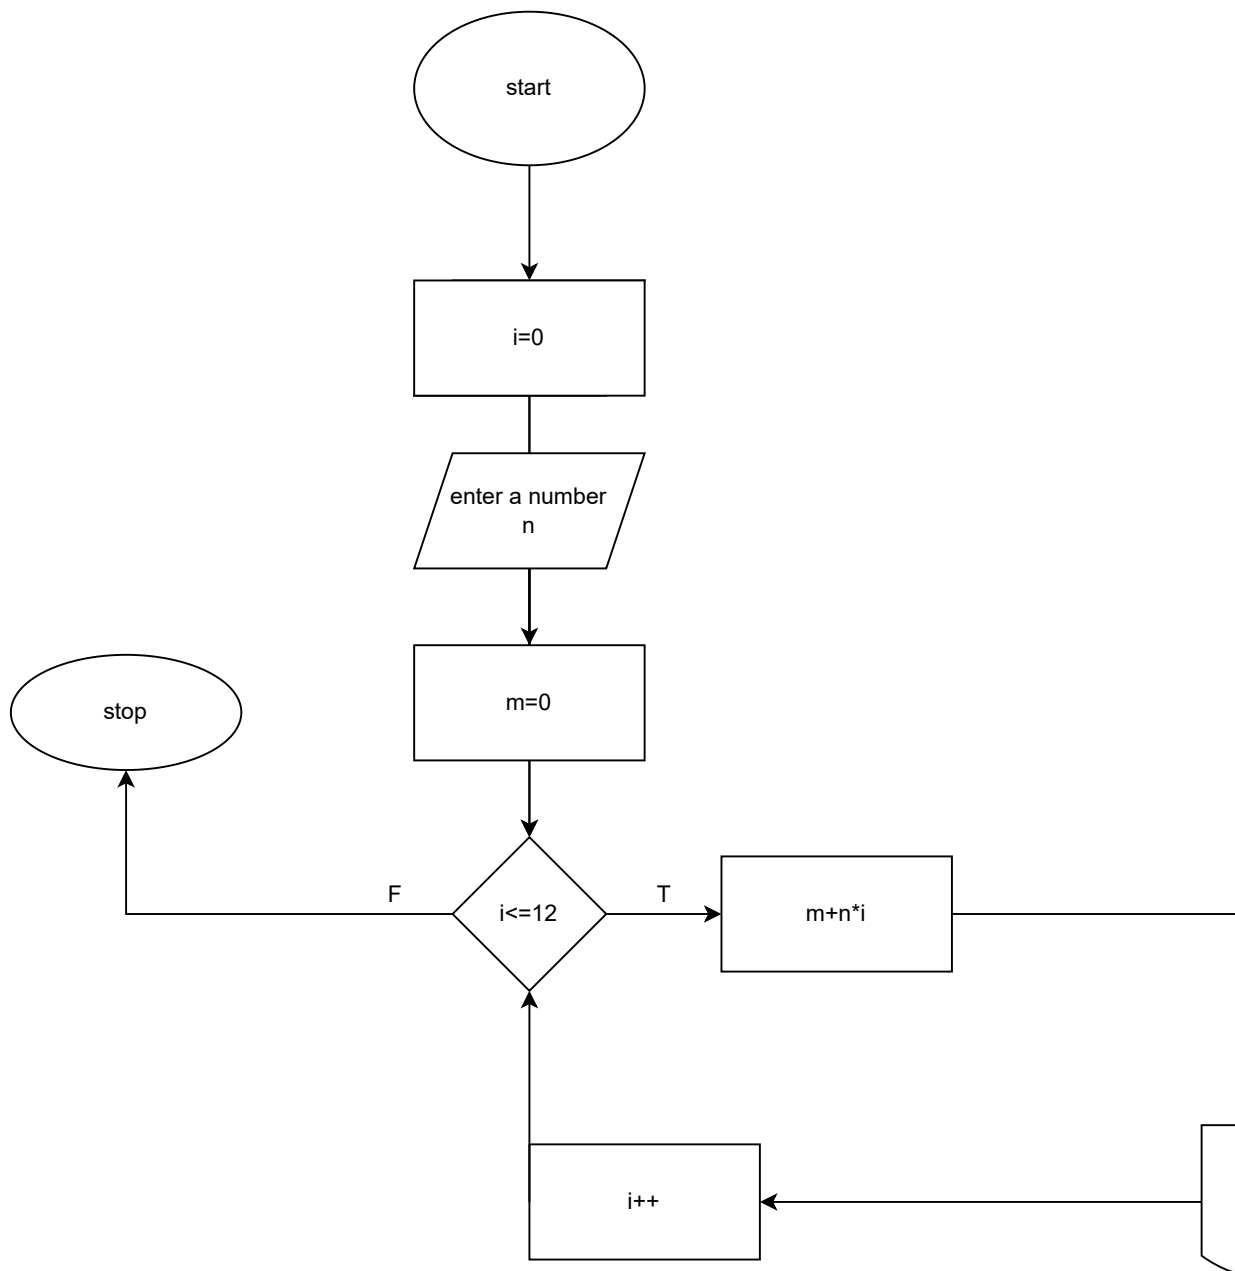 start
i=0
enter a number
n
m=0
stop
F
i<=12
T
m+n*i
i++